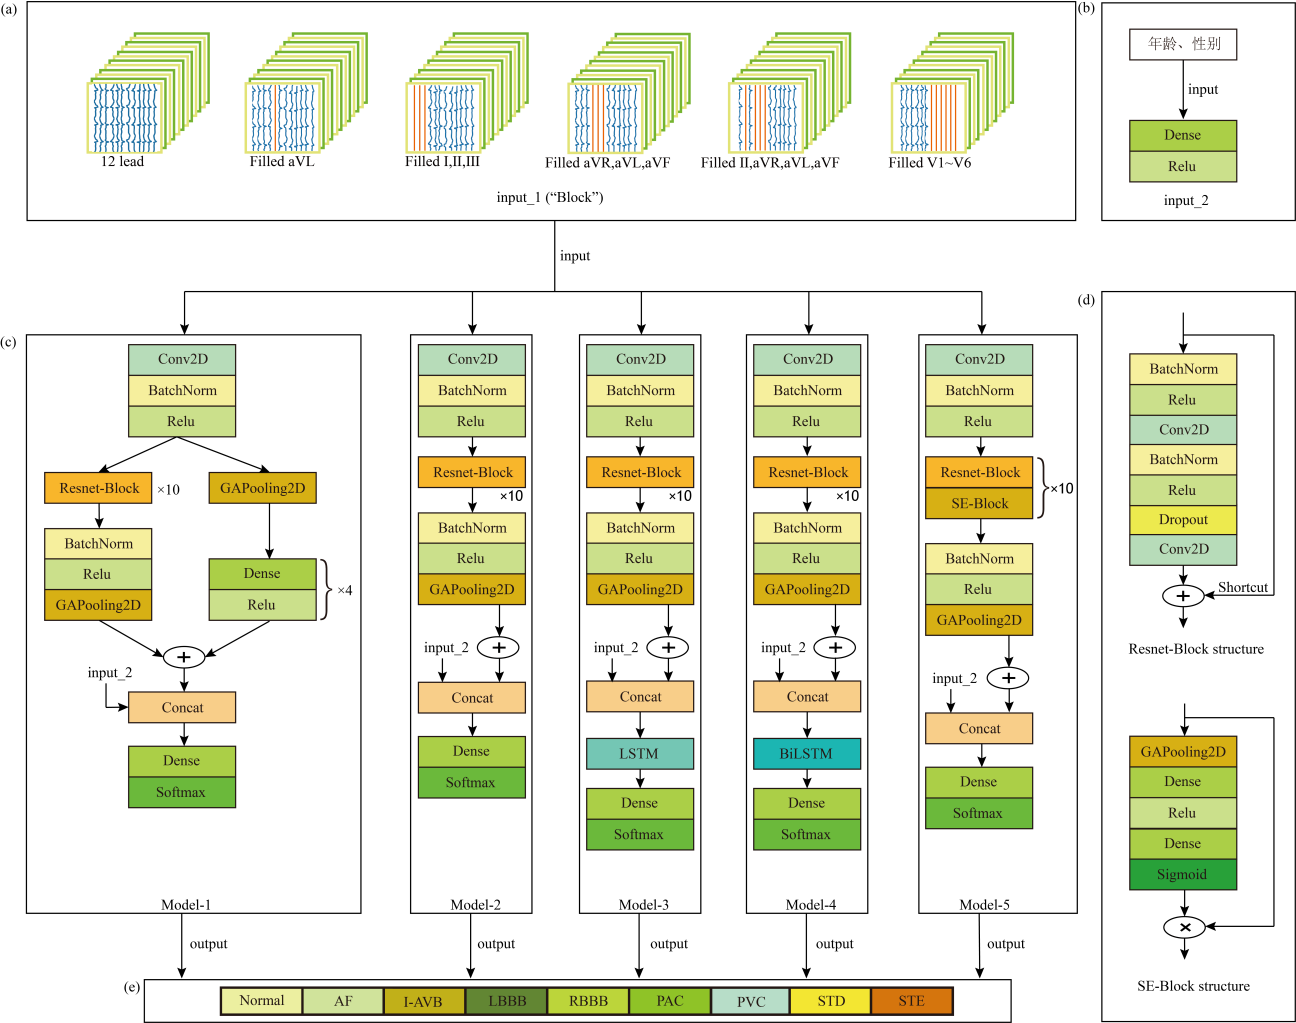 (a)
12 lead
Filled aVL
Filled I,II,III
Filled aVR,aVL,aVF
Filled II,aVR,aVL,aVF
Filled V1~V6
input_1 (“Block”)
(b)
年龄、性别
input
Dense
Relu
input_2
input
(c)
Conv2D
BatchNorm
Relu
Resnet-Block
×10
GAPooling2D
BatchNorm
Relu
GAPooling2D
Dense
Relu
×4
+
input_2
Concat
Dense
Softmax
Model-1
Conv2D
BatchNorm
Relu
Resnet-Block
×10
BatchNorm
Relu
GAPooling2D
input_2
+
Concat
Dense
Softmax
Model-2
Conv2D
BatchNorm
Relu
Resnet-Block
×10
BatchNorm
Relu
GAPooling2D
input_2
+
Concat
LSTM
Dense
Softmax
Model-3
Conv2D
BatchNorm
Relu
Resnet-Block
×10
BatchNorm
Relu
GAPooling2D
input_2
+
Concat
BiLSTM
Dense
Softmax
Model-4
Conv2D
BatchNorm
Relu
Resnet-Block
SE-Block
×10
BatchNorm
Relu
GAPooling2D
input_2
+
Concat
Dense
Softmax
Model-5
(d)
BatchNorm
Relu
Conv2D
BatchNorm
Relu
Dropout
Conv2D
Shortcut
+
Resnet-Block structure
GAPooling2D
Dense
Relu
Dense
Sigmoid
×
SE-Block structure
output
output
output
output
output
(e)
Normal
AF
I-AVB
LBBB
RBBB
PAC
PVC
STD
STE